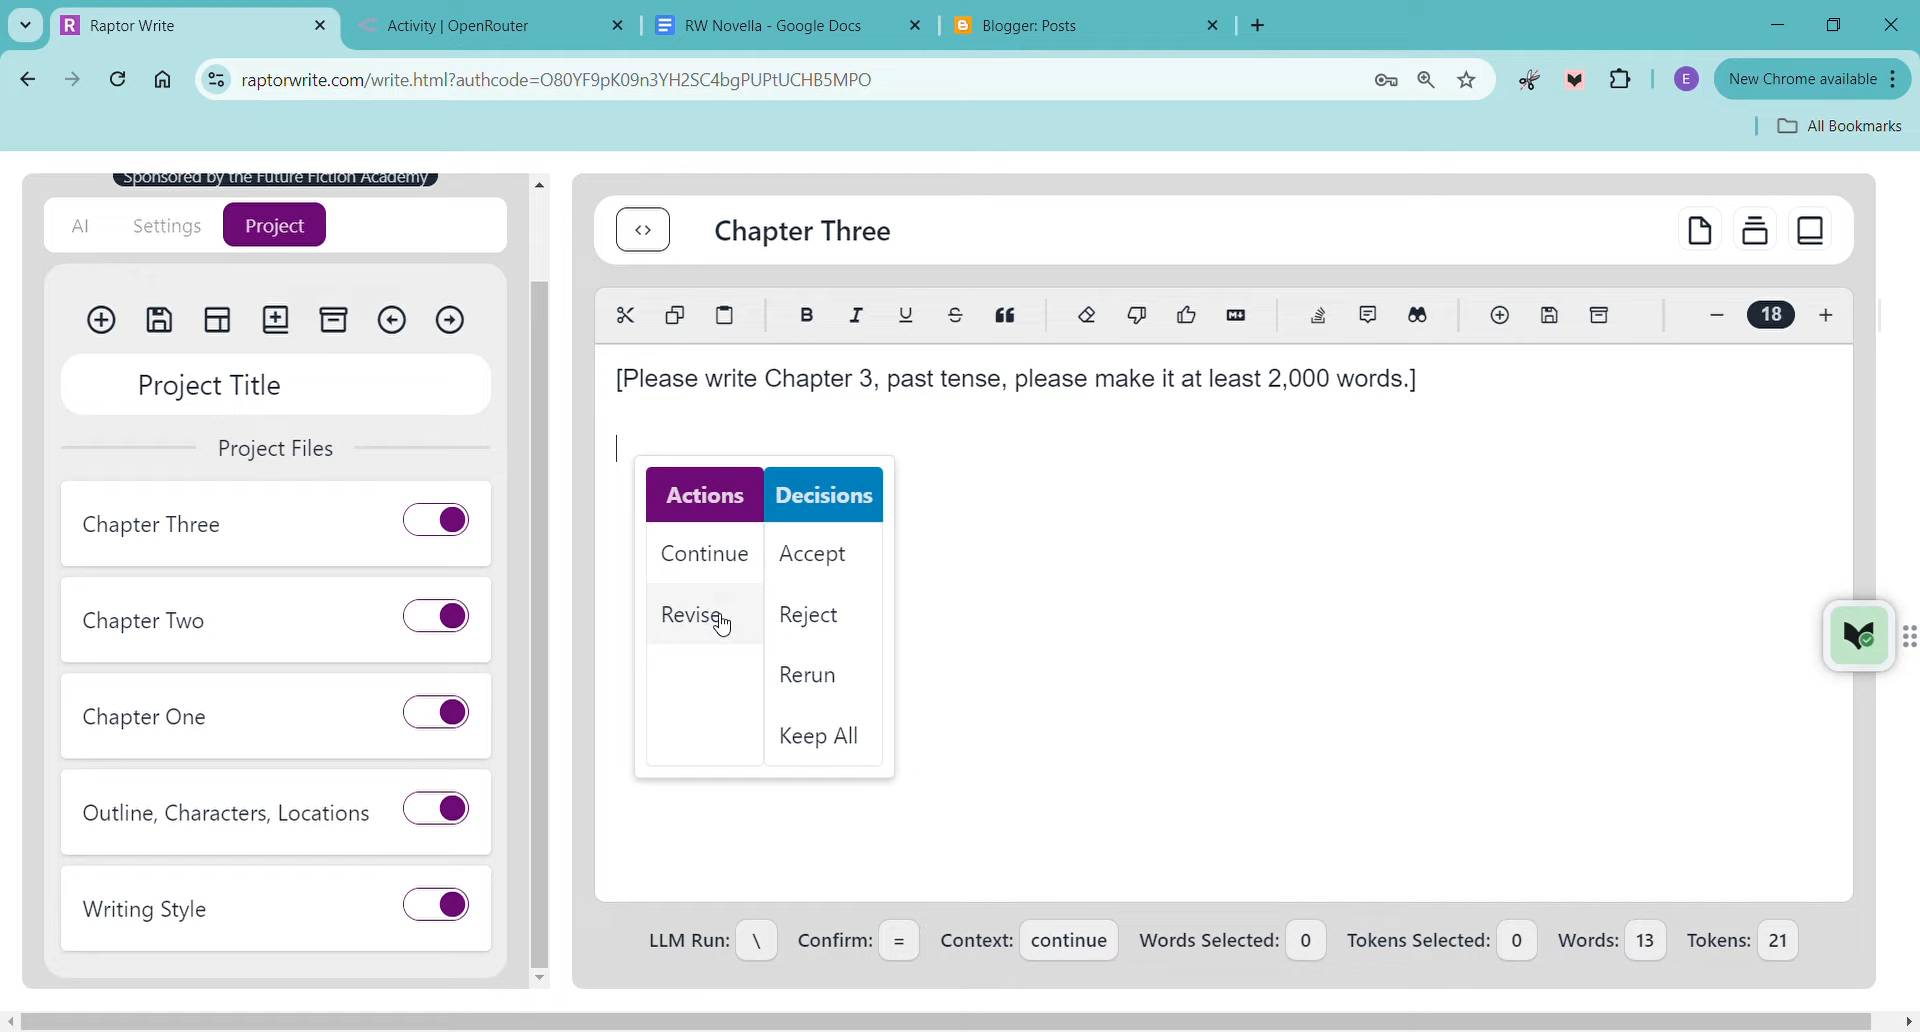 Raptor Write
Activity | OpenRouter
RW Novella - Google Docs
Blogger: Posts
raptorwrite.com/write.html?authcode=O80YF9pK09n3YH2SC4bgPUPtUCHB5MPO
E
New Chrome available
All Bookmarks
Sponsored by the Future Fiction Academy
AI
Settings
Project
Project Title
Project Files
Chapter Three
Chapter Two
Chapter One
Outline, Characters, Locations
Writing Style
<> Chapter Three
B I U S
18
[Please write Chapter 3, past tense, please make it at least 2,000 words.]
Actions Decisions
Continue Accept
Revise Reject
Rerun
Keep All
LLM Run: \ Confirm: = Context: continue Words Selected: 0 Tokens Selected: 0 Words: 13 Tokens: 21